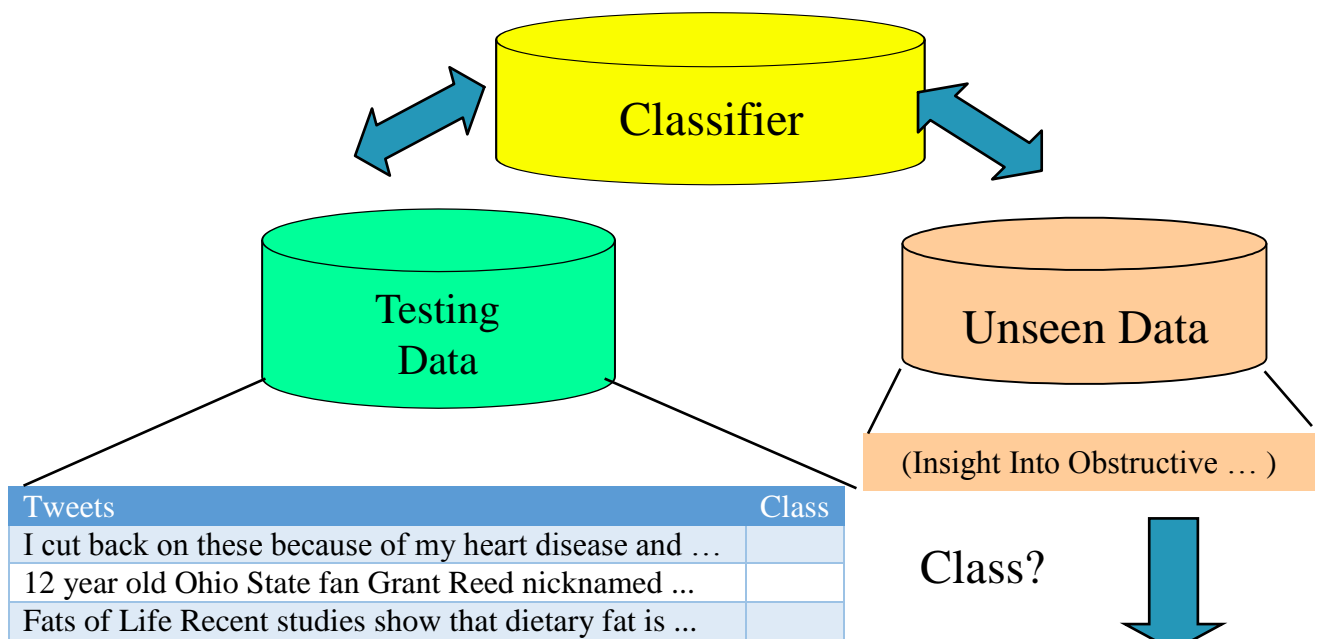 Classifier
Testing
Data
Unseen Data
(Insight Into Obstructive … )
Tweets Class
I cut back on these because of my heart disease and …
12 year old Ohio State fan Grant Reed nicknamed ...
Fats of Life Recent studies show that dietary fat is ...
Class?